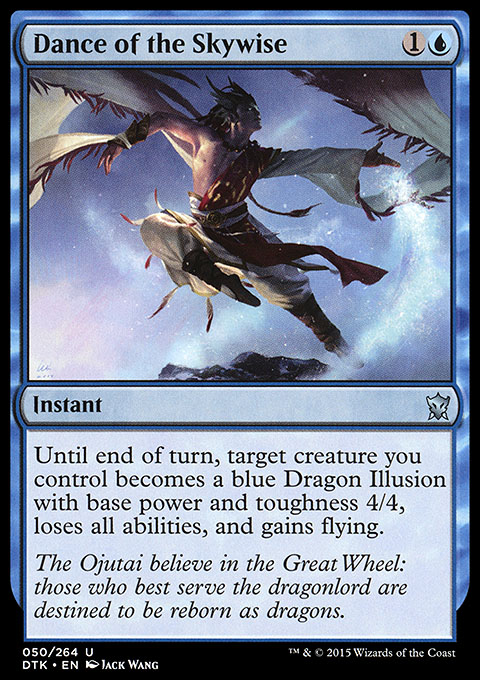 Dance of the Skywise 1
Instant
Until end of turn, target creature you
control becomes a blue Dragon Illusion
with base power and toughness 4/4,
loses all abilities, and gains flying.
The Ojutai believe in the Great Wheel:
those who best serve the dragonlord are
destined to be reborn as dragons.
050/264 U
DTK • EN Jack Wang
™ & © 2015 Wizards of the Coast